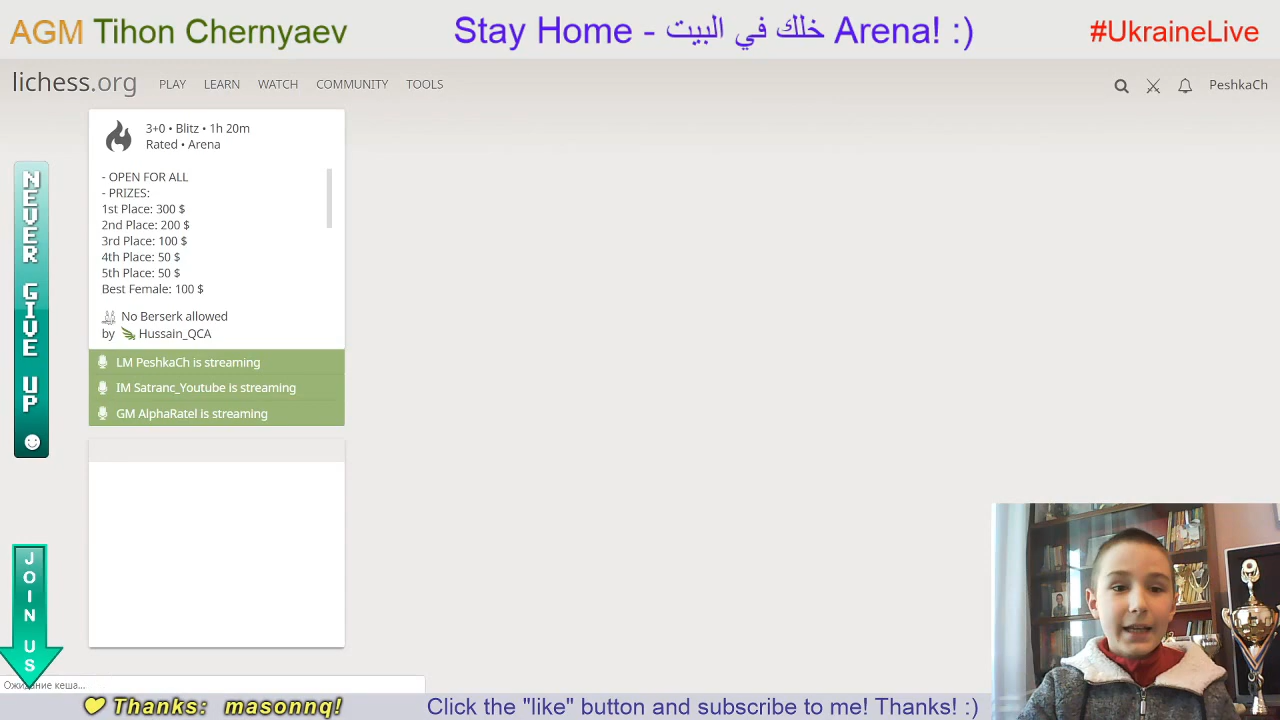 AGM Tihon Chernyaev
Stay Home - خلك في البيت Arena! :)
#UkraineLive
lichess.org
PLAY LEARN WATCH COMMUNITY TOOLS
PeshkaCh
3+0 • Blitz • 1h 20m
Rated • Arena
- OPEN FOR ALL
- PRIZES:
1st Place: 300 $
2nd Place: 200 $
3rd Place: 100 $
4th Place: 50 $
5th Place: 50 $
Best Female: 100 $
No Berserk allowed
by Hussain_QCA
LM PeshkaCh is streaming
IM Satranc_Youtube is streaming
GM AlphaRatel is streaming
NEVER GIVE UP
JOIN US
Ожидание кеша...
Thanks: masonnq!
Click the "like" button and subscribe to me! Thanks! :)